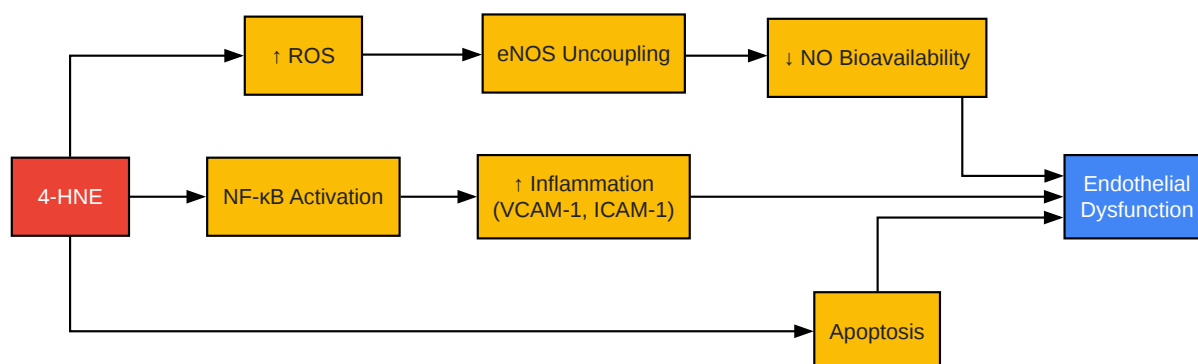 ↑ ROS
eNOS Uncoupling
↓ NO Bioavailability
4-HNE
NF-κB Activation
↑ Inflammation
(VCAM-1, ICAM-1)
Endothelial
Dysfunction
Apoptosis